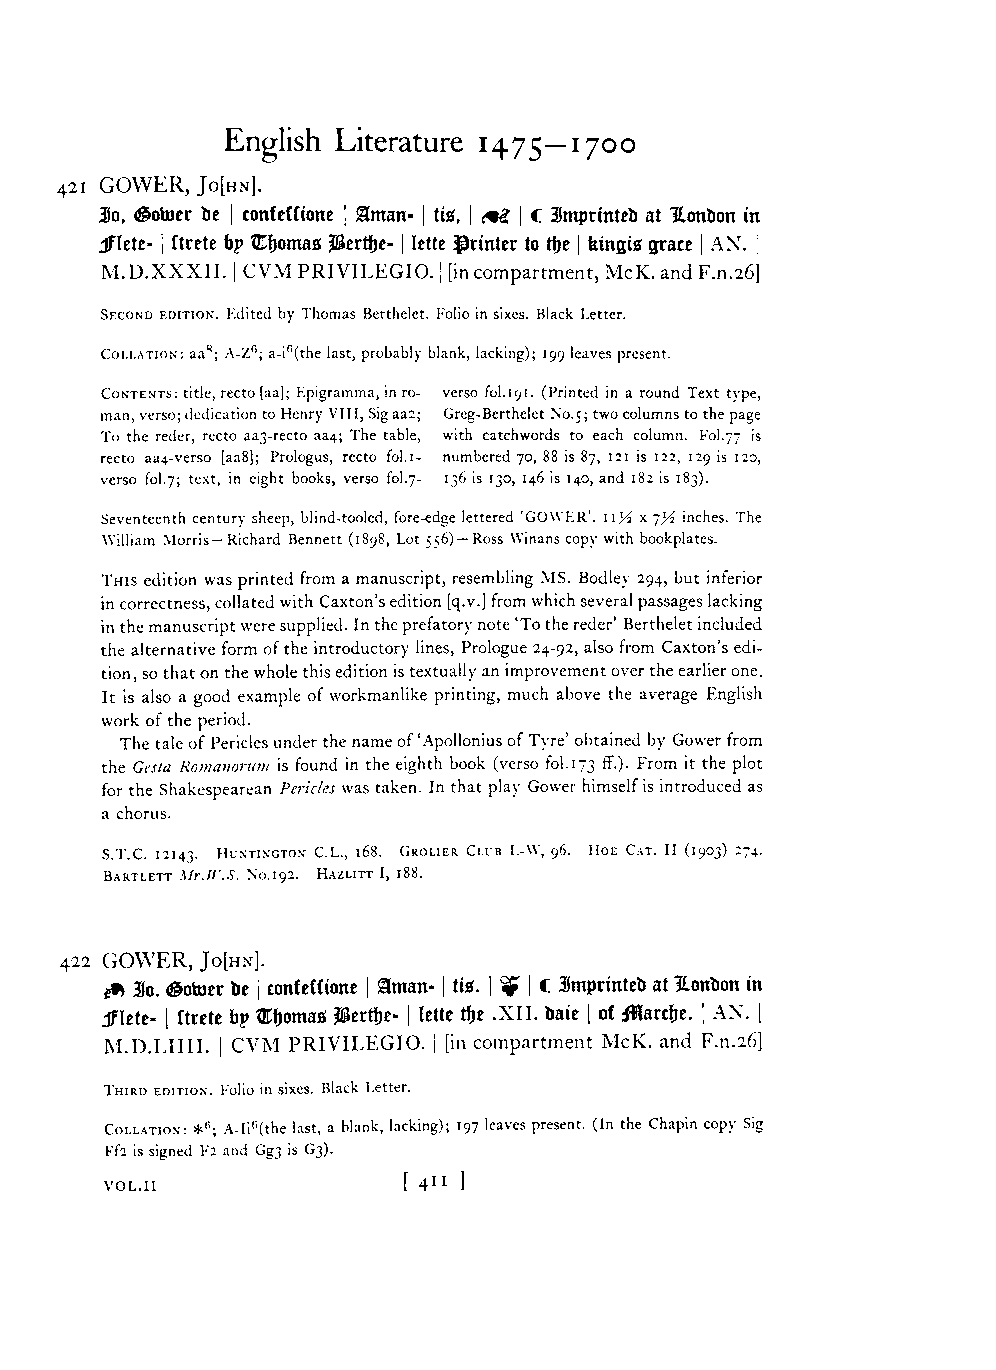 English Literature 1475—1700
421 GOWER, JO[HN].
Jo, Gower de | confessione ¦ Aman- | tis, | ❧ | ☾ Imprinted at London in
Flete- ¦ strete by Thomas Berthe- | lette Printer to the | kingis grace | AN. ¦
M.D.XXXII. | CVM PRIVILEGIO. ¦ [in compartment, McK. and F.n.26]
SECOND EDITION. Edited by Thomas Berthelet. Folio in sixes. Black Letter.
COLLATION: aa⁸; A-Z⁶; a-i⁶(the last, probably blank, lacking); 199 leaves present.
CONTENTS: title, recto [aa]; Epigramma, in ro-
man, verso; dedication to Henry VIII, Sig aa2;
To the reder, recto aa3-recto aa4; The table,
recto aa4-verso [aa8]; Prologus, recto fol.1-
verso fol.7; text, in eight books, verso fol.7-
verso fol.191. (Printed in a round Text type,
Greg-Berthelet No.5; two columns to the page
with catchwords to each column. Fol.77 is
numbered 70, 88 is 87, 121 is 122, 129 is 120,
136 is 130, 146 is 140, and 182 is 183).
Seventeenth century sheep, blind-tooled, fore-edge lettered 'GOWER'. 11½ x 7½ inches. The
William Morris—Richard Bennett (1898, Lot 556)—Ross Winans copy with bookplates.
THIS edition was printed from a manuscript, resembling MS. Bodley 294, but inferior
in correctness, collated with Caxton's edition [q.v.] from which several passages lacking
in the manuscript were supplied. In the prefatory note 'To the reder' Berthelet included
the alternative form of the introductory lines, Prologue 24-92, also from Caxton's edi-
tion, so that on the whole this edition is textually an improvement over the earlier one.
It is also a good example of workmanlike printing, much above the average English
work of the period.
The tale of Pericles under the name of 'Apollonius of Tyre' obtained by Gower from
the Gesta Romanorum is found in the eighth book (verso fol.173 ff.). From it the plot
for the Shakespearean Pericles was taken. In that play Gower himself is introduced as
a chorus.
S.T.C. 12143. HUNTINGTON C.L., 168. GROLIER CLUB L-W, 96. HOE CAT. II (1903) 274.
BARTLETT Mr.W.S. No.192. HAZLITT I, 188.
422 GOWER, JO[HN].
❧ Jo. Gower de ¦ confessione | Aman- | tis. | ❦ | ☾ Imprinted at London in
Flete- | strete by Thomas Berthe- | lette the .XII. daie | of Marche. ¦ AN. |
M.D.LIIII. | CVM PRIVILEGIO. | [in compartment McK. and F.n.26]
THIRD EDITION. Folio in sixes. Black Letter.
COLLATION: *⁶; A-Ii⁶(the last, a blank, lacking); 197 leaves present. (In the Chapin copy Sig
Ff2 is signed F2 and Gg3 is G3).
VOL.II [ 411 ]